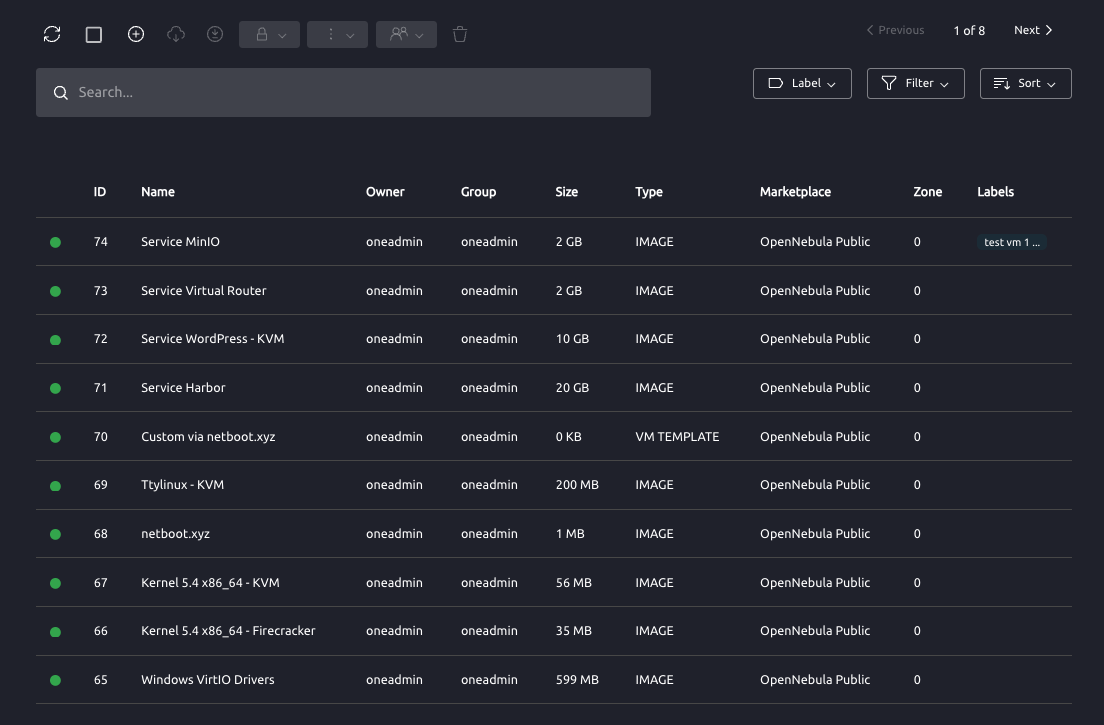 Previous 1 of 8 Next
Search... Label Filter Sort
ID Name Owner Group Size Type Marketplace Zone Labels
74 Service MinIO oneadmin oneadmin 2 GB IMAGE OpenNebula Public 0 test vm 1 ...
73 Service Virtual Router oneadmin oneadmin 2 GB IMAGE OpenNebula Public 0
72 Service WordPress - KVM oneadmin oneadmin 10 GB IMAGE OpenNebula Public 0
71 Service Harbor oneadmin oneadmin 20 GB IMAGE OpenNebula Public 0
70 Custom via netboot.xyz oneadmin oneadmin 0 KB VM TEMPLATE OpenNebula Public 0
69 Ttylinux - KVM oneadmin oneadmin 200 MB IMAGE OpenNebula Public 0
68 netboot.xyz oneadmin oneadmin 1 MB IMAGE OpenNebula Public 0
67 Kernel 5.4 x86_64 - KVM oneadmin oneadmin 56 MB IMAGE OpenNebula Public 0
66 Kernel 5.4 x86_64 - Firecracker oneadmin oneadmin 35 MB IMAGE OpenNebula Public 0
65 Windows VirtIO Drivers oneadmin oneadmin 599 MB IMAGE OpenNebula Public 0